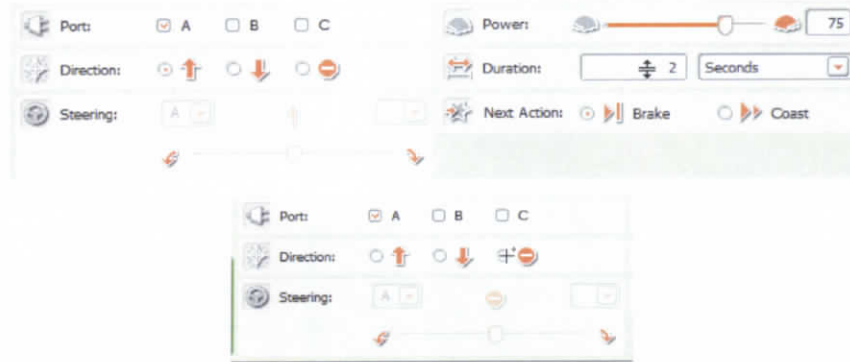 Port: A B C
Direction:
Steering: A
Power: 75
Duration: 2 Seconds
Next Action: Brake Coast
Port: A B C
Direction:
Steering: A